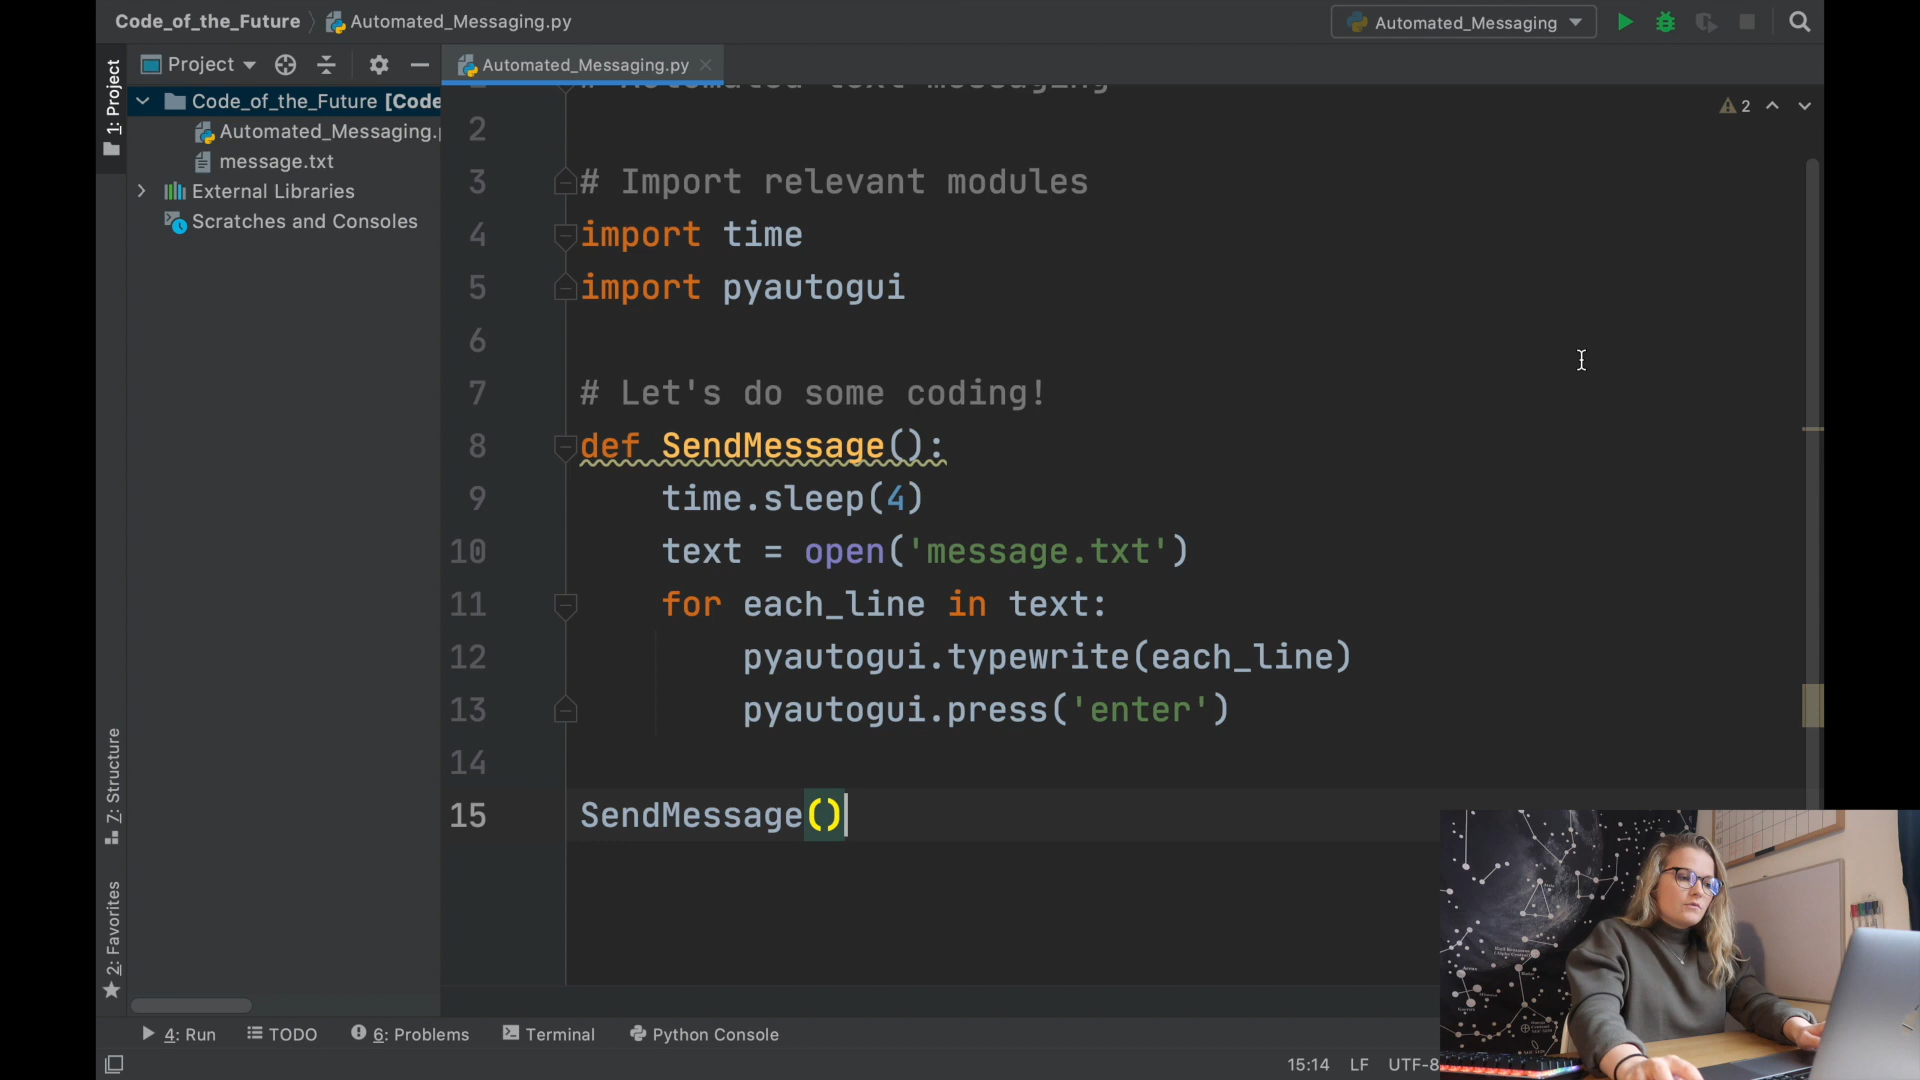 Code_of_the_Future
Automated_Messaging.py
Automated_Messaging
1: Project
Project
Automated_Messaging.py
Code_of_the_Future [Code
Automated_Messaging.p
message.txt
External Libraries
Scratches and Consoles
# Automated text messaging
2
2
3 # Import relevant modules
4 import time
5 import pyautogui
6
7 # Let's do some coding!
8 def SendMessage():
9 time.sleep(4)
10 text = open('message.txt')
11 for each_line in text:
12 pyautogui.typewrite(each_line)
13 pyautogui.press('enter')
14
15 SendMessage()
Z: Structure
2: Favorites
4: Run
TODO
6: Problems
Terminal
Python Console
15:14 LF UTF-8